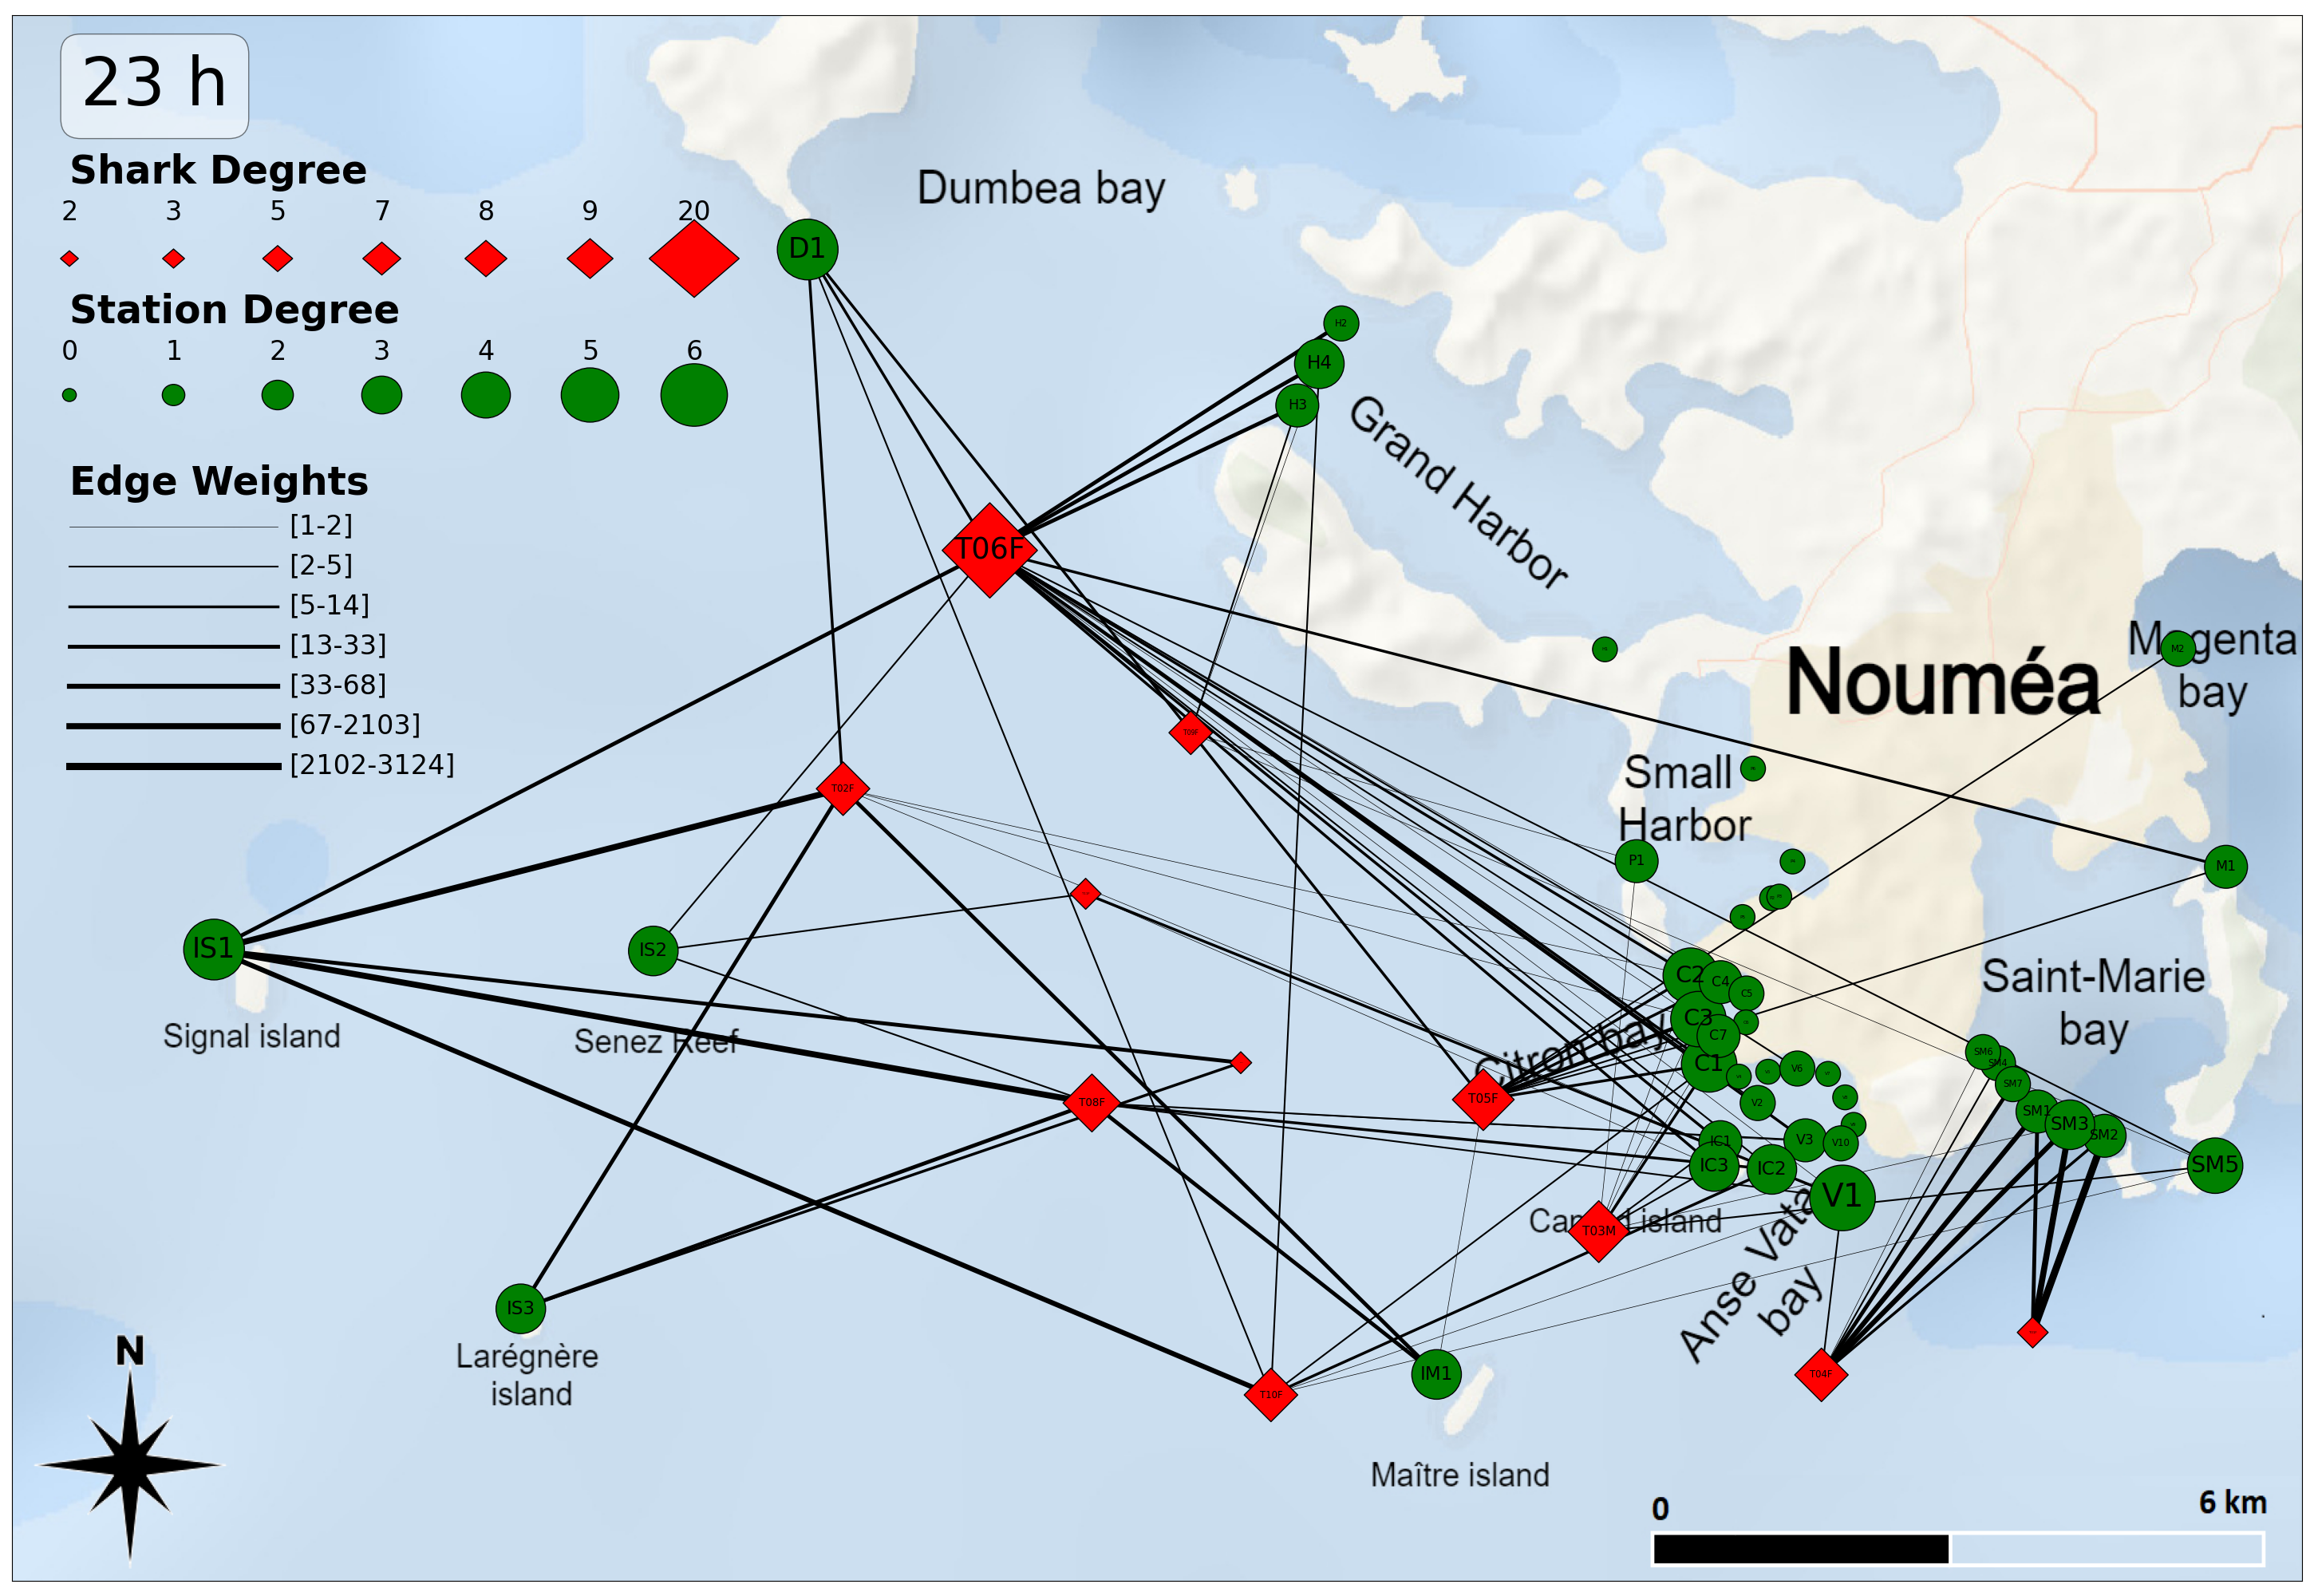 23 h
Shark Degree
2 3 5 7 8 9 20
Station Degree
0 1 2 3 4 5 6
Edge Weights
[1-2]
[2-5]
[5-14]
[13-33]
[33-68]
[67-2103]
[2102-3124]
Dumbea bay
D1
H2
H4
H3
Grand Harbor
T06F
Nouméa
Magenta
bay
M2
T09F
T02F
Small
Harbor
P1
M1
IS1
IS2
Signal island
Senez Reef
C2
C4
C5
C3
C7
C1
Citron bay
Saint-Marie
bay
T08F
T05F
V6
V2
SM6
SM4
SM7
SM1
SM3
SM2
SM5
IC1
IC3
IC2
V3
V10
V1
T03M
Canard island
Anse Vata
bay
IS3
Larégnère
island
N
T10F
IM1
T04F
Maître island
0
6 km